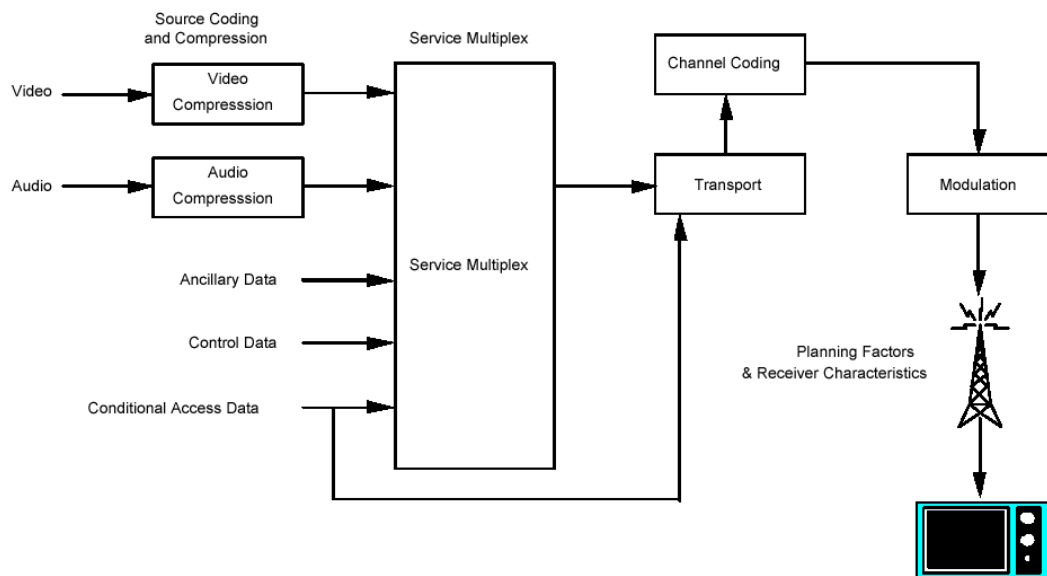 Source Coding
and Compression
Service Multiplex
Video
Video
Compresssion
Audio
Audio
Compresssion
Ancillary Data
Control Data
Conditional Access Data
Service Multiplex
Transport
Channel Coding
Modulation
Planning Factors
& Receiver Characteristics